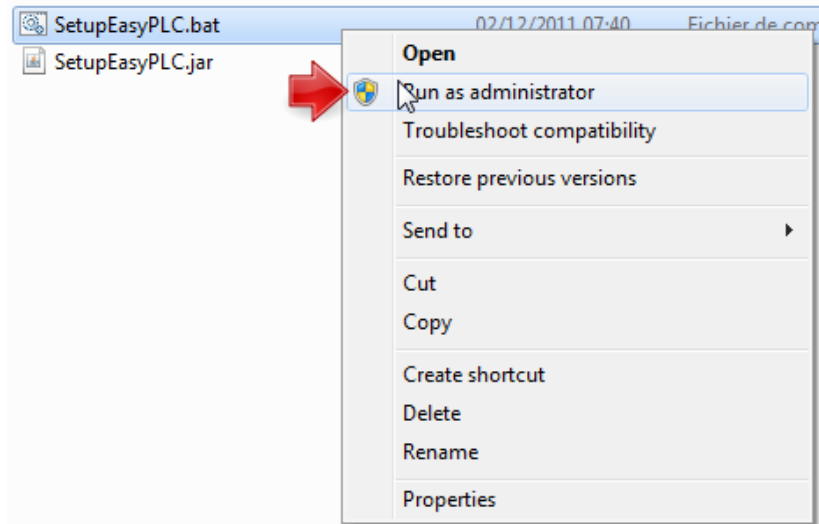 SetupEasyPLC.bat 02/12/2011 07:40 Fichier de com
SetupEasyPLC.jar
Open
Run as administrator
Troubleshoot compatibility
Restore previous versions
Send to
Cut
Copy
Create shortcut
Delete
Rename
Properties